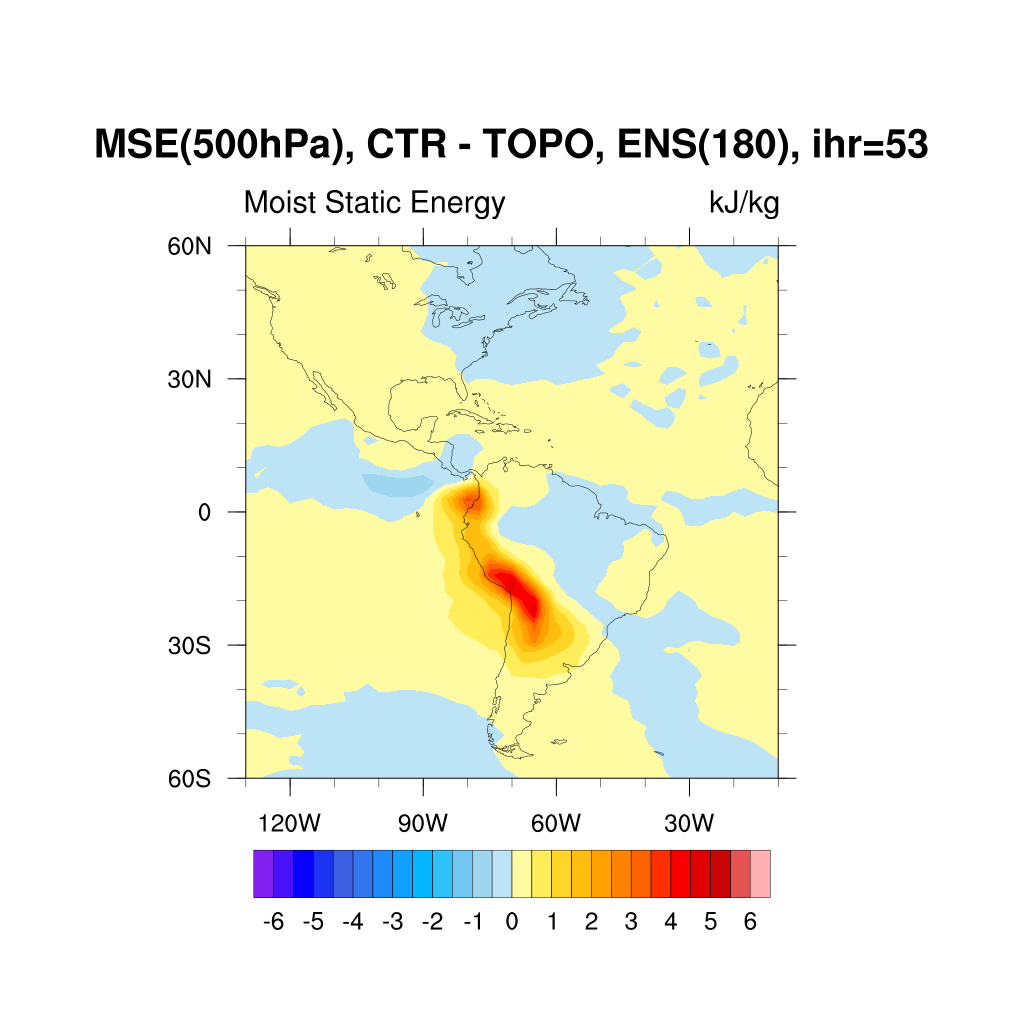 MSE(500hPa), CTR - TOPO, ENS(180), ihr=53
Moist Static Energy kJ/kg
60N
30N
0
30S
60S
120W 90W 60W 30W
-6 -5 -4 -3 -2 -1 0 1 2 3 4 5 6